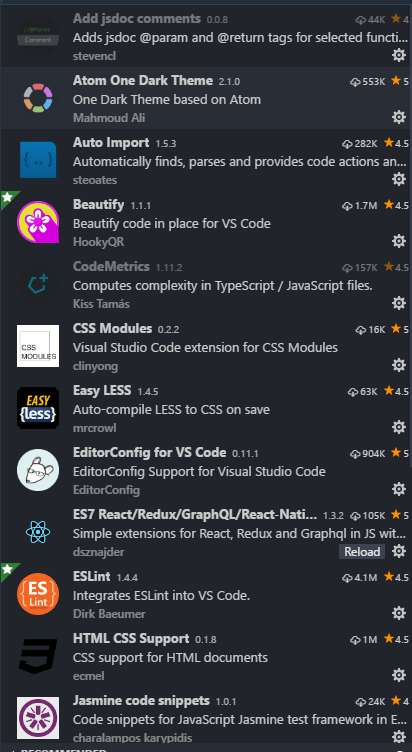 Add jsdoc comments 0.0.8 44K 4
Adds jsdoc @param and @return tags for selected functi...
stevencl
Atom One Dark Theme 2.1.0 553K 5
One Dark Theme based on Atom
Mahmoud Ali
Auto Import 1.5.3 282K 4.5
{..}
Automatically finds, parses and provides code actions an...
steoates
Beautify 1.1.1 1.7M 4.5
Beautify code in place for VS Code
HookyQR
CodeMetrics 1.11.2 157K 4.5
Computes complexity in TypeScript / JavaScript files.
Kiss Tamás
CSS Modules 0.2.2 16K 5
CSS
MODULES
Visual Studio Code extension for CSS Modules
clinyong
Easy LESS 1.4.5 63K 4.5
EASY
{less}
Auto-compile LESS to CSS on save
mrcrowl
EditorConfig for VS Code 0.11.1 904K 5
EditorConfig Support for Visual Studio Code
EditorConfig
ES7 React/Redux/GraphQL/React-Nati... 1.3.2 105K 5
Simple extensions for React, Redux and Graphql in JS wit...
dsznajder Reload
ESLint 1.4.4 4.1M 4.5
{ES}
Lint
Integrates ESLint into VS Code.
Dirk Baeumer
HTML CSS Support 0.1.8 1M 4.5
CSS support for HTML documents
ecmel
Jasmine code snippets 1.0.1 24K 4
Code snippets for JavaScript Jasmine test framework in E...
charalampos karypidis
RECOMMENDED